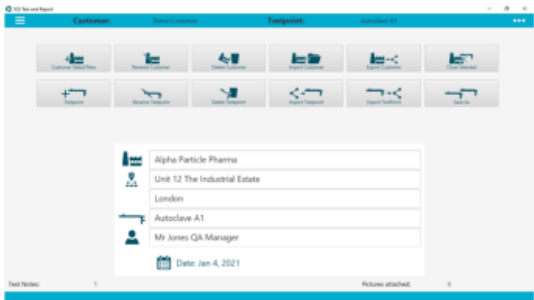 V2 Test and Report
Customer: Demo Customer Testpoint: Autoclave A1
Customer Select/New Rename Customer Delete Customer Import Customer Export Customer Clear Selected
Testpoint Rename Testpoint Delete Testpoint Import Testpoint Export TestPoint Save As
Alpha Particle Pharma
Unit 12 The Industrial Estate
London
Autoclave A1
Mr Jones QA Manager
Date: Jan 4, 2021
Test Notes: 1 Pictures attached: 0